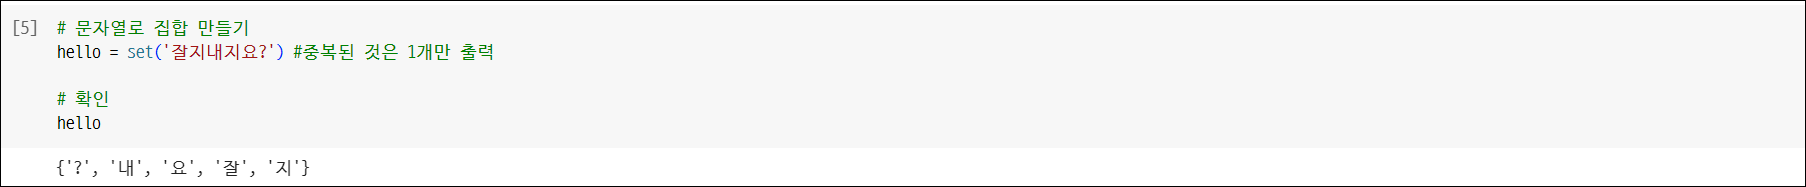 [5] # 문자열로 집합 만들기
hello = set('잘지내지요?') #중복된 것은 1개만 출력
# 확인
hello
{'?', '내', '요', '잘', '지'}